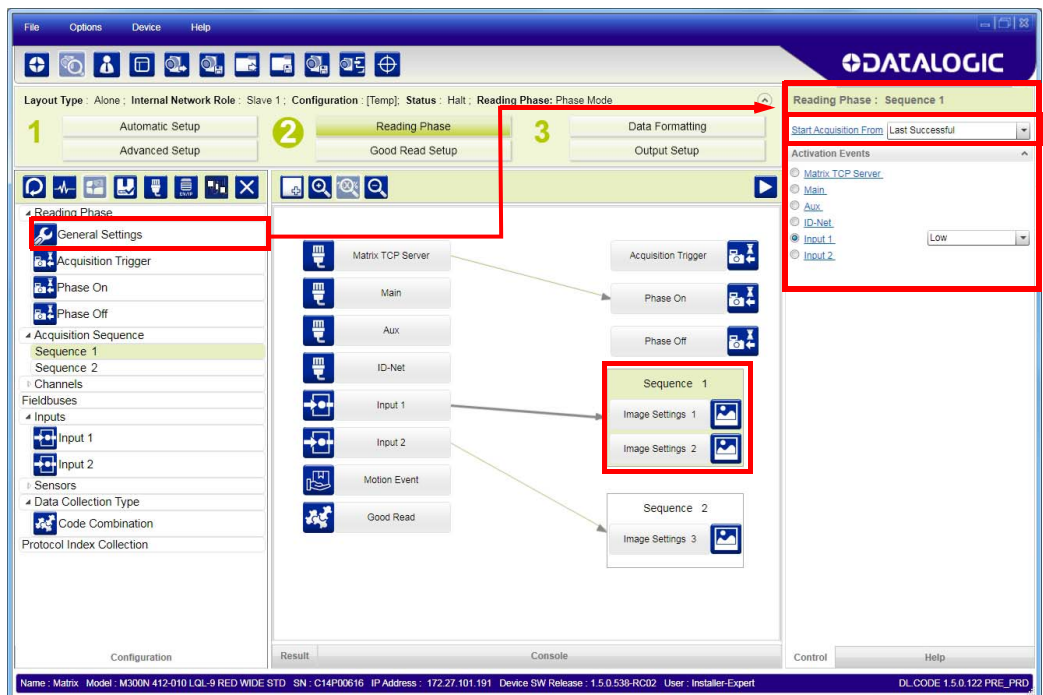 File Options Device Help
DATALOGIC
Layout Type : Alone ; Internal Network Role : Slave 1 ; Configuration : [Temp]; Status : Halt ; Reading Phase: Phase Mode
1 Automatic Setup 2 Reading Phase 3 Data Formatting
Advanced Setup Good Read Setup Output Setup
Reading Phase
General Settings
Acquisition Trigger
Phase On
Phase Off
Acquisition Sequence
Sequence 1
Sequence 2
Channels
Fieldbuses
Inputs
Input 1
Input 2
Sensors
Data Collection Type
Code Combination
Protocol Index Collection
Configuration
Matrix TCP Server
Main
Aux
ID-Net
Input 1
Input 2
Motion Event
Good Read
Acquisition Trigger
Phase On
Phase Off
Sequence 1
Image Settings 1
Image Settings 2
Sequence 2
Image Settings 3
Result Console
Reading Phase : Sequence 1
Start Acquisition From Last Successful
Activation Events
Matrix TCP Server
Main
Aux
ID-Net
Input 1 Low
Input 2
Control Help
Name : Matrix Model : M300N 412-010 LQL-9 RED WIDE STD SN : C14P00616 IP Address : 172.27.101.191 Device SW Release : 1.5.0.538-RC02 User : Installer-Expert DL.CODE 1.5.0.122 PRE_PRD